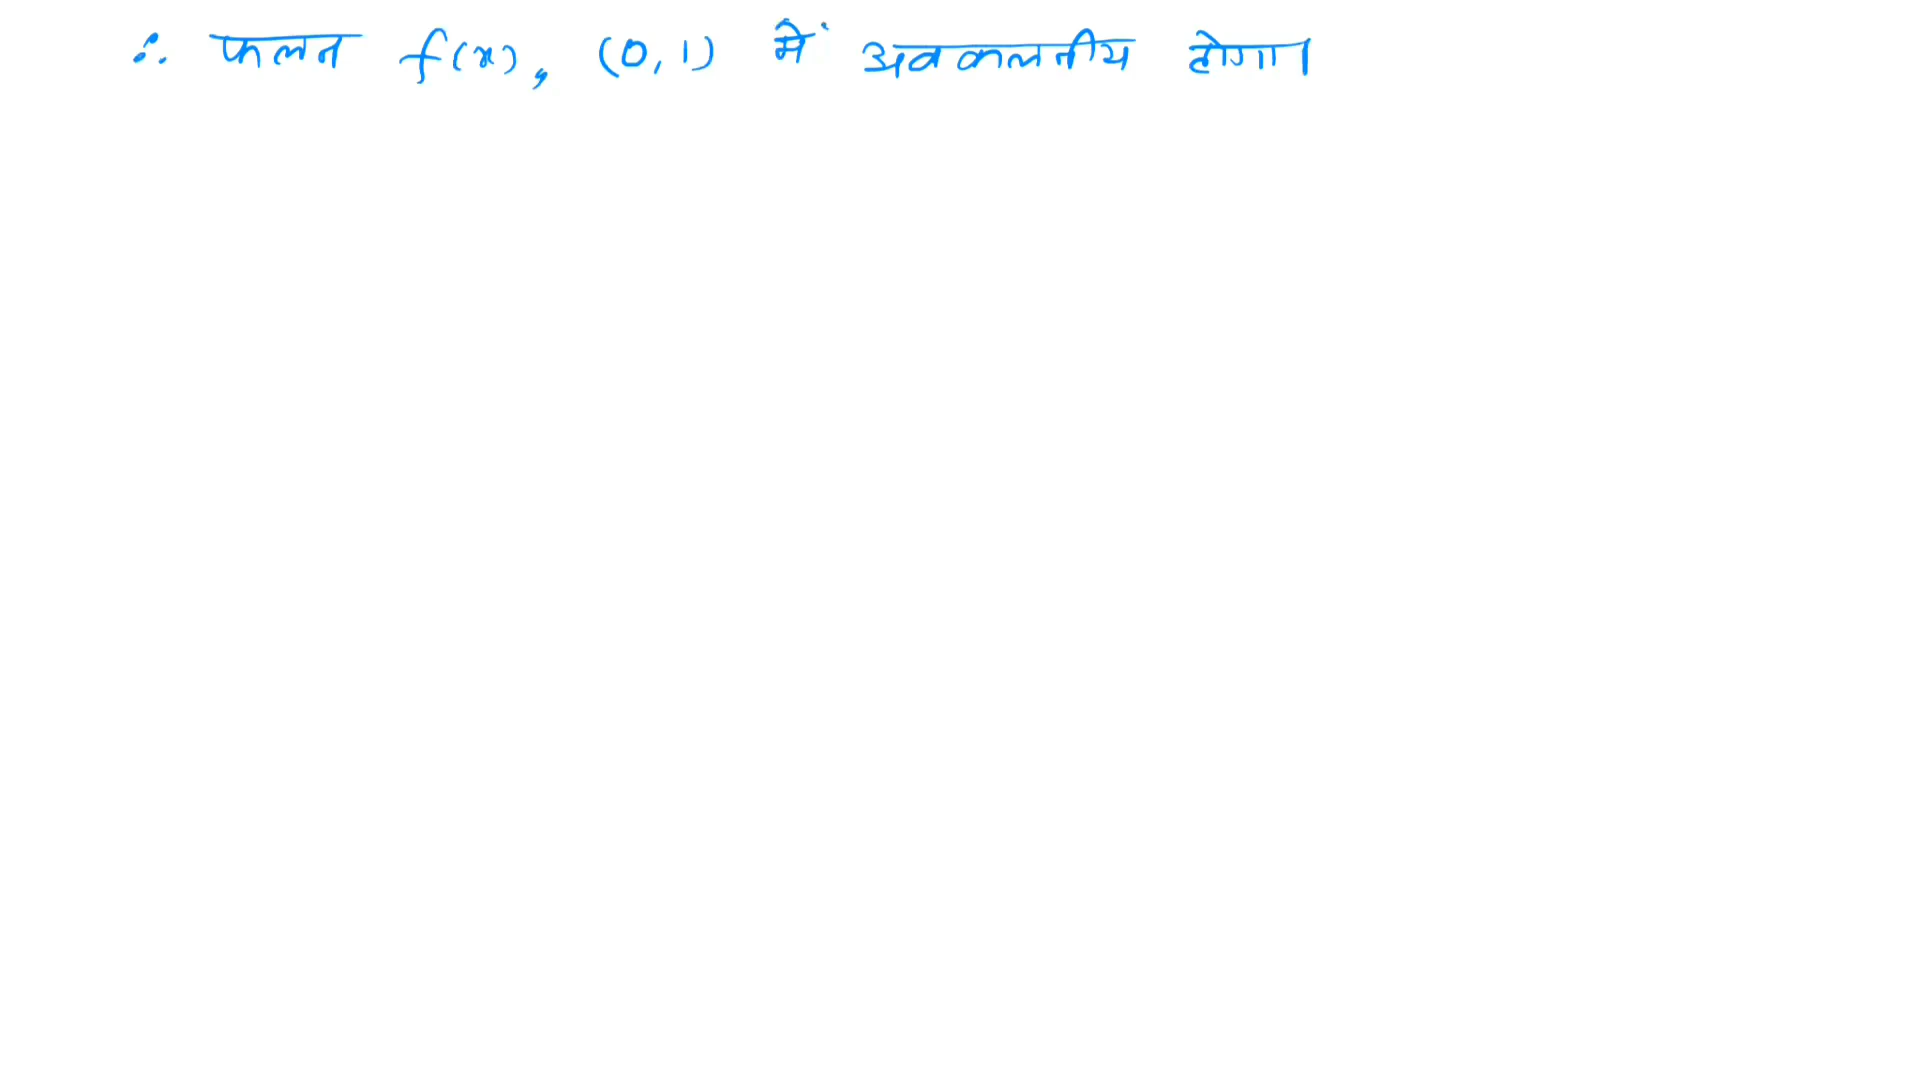 ∴ फलन f(x), (0,1) में अवकलनीय होगा।